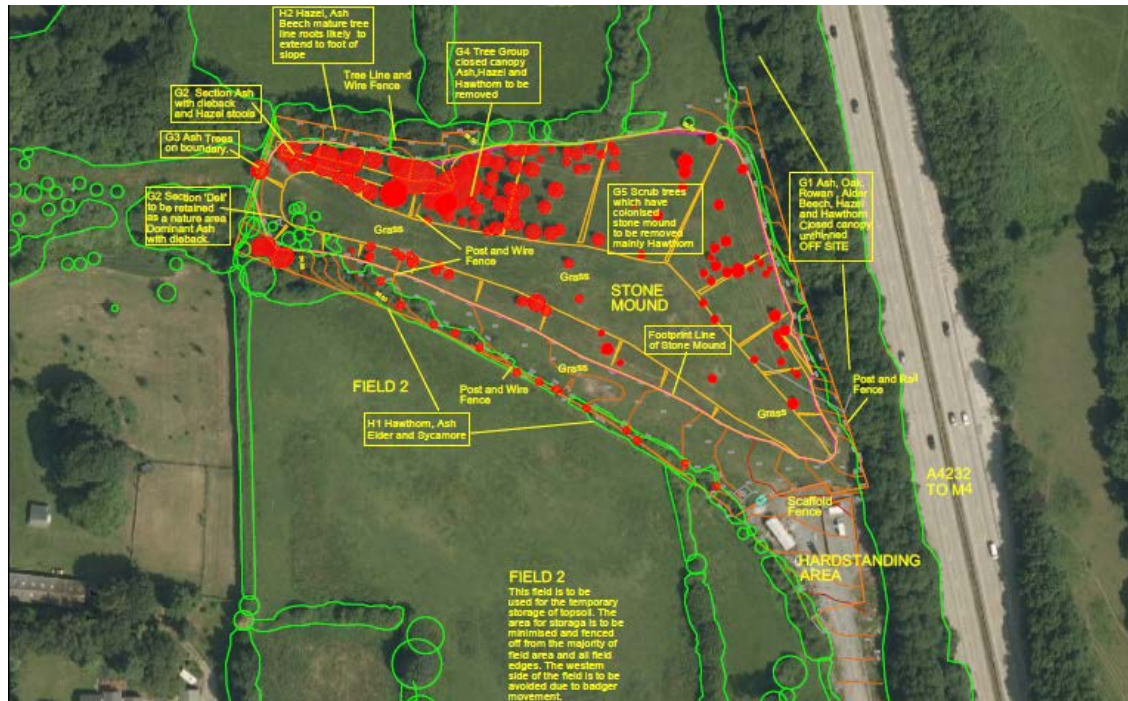 H2 Hazel, Ash
Beech mature tree
line roots likely to
extend to foot of
slope
G4 Tree Group
closed canopy
Ash,Hazel and
Hawthorn to be
removed
Tree Line and
Wire Fence
G2 Section Ash
with dieback
and Hazel stools
G3 Ash Trees
on boundary.
G2 Section 'Dell'
to be retained
as a nature area
Dominant Ash
with dieback.
G5 Scrub trees
which have
colonised
stone mound
to be removed
mainly Hawthorn
G1 Ash, Oak,
Rowan , Alder
Beech, Hazel
and Hawthorn
Closed canopy
unthinned
OFF SITE
Grass
Post and Wire
Fence
Grass
STONE
MOUND
Footprint Line
of Stone Mound
Grass
Post and Wire
Fence
FIELD 2
Post and Rail
Fence
Grass
H1 Hawthorn, Ash
Elder and Sycamore
A4232
TO M4
Scaffold
Fence
HARDSTANDING
AREA
FIELD 2
This field is to be
used for the temporary
storage of topsoil. The
area for storaga is to be
minimised and fenced
off from the majority of
field area and all field
edges. The western
side of the field is to be
avoided due to badger
movement.